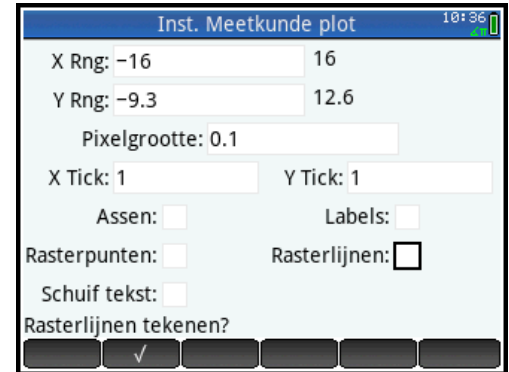 Inst. Meetkunde plot 10:36
∡π
X Rng: −16 16
Y Rng: −9.3 12.6
Pixelgrootte: 0.1
X Tick: 1 Y Tick: 1
Assen: Labels:
Rasterpunten: Rasterlijnen:
Schuif tekst:
Rasterlijnen tekenen?
√